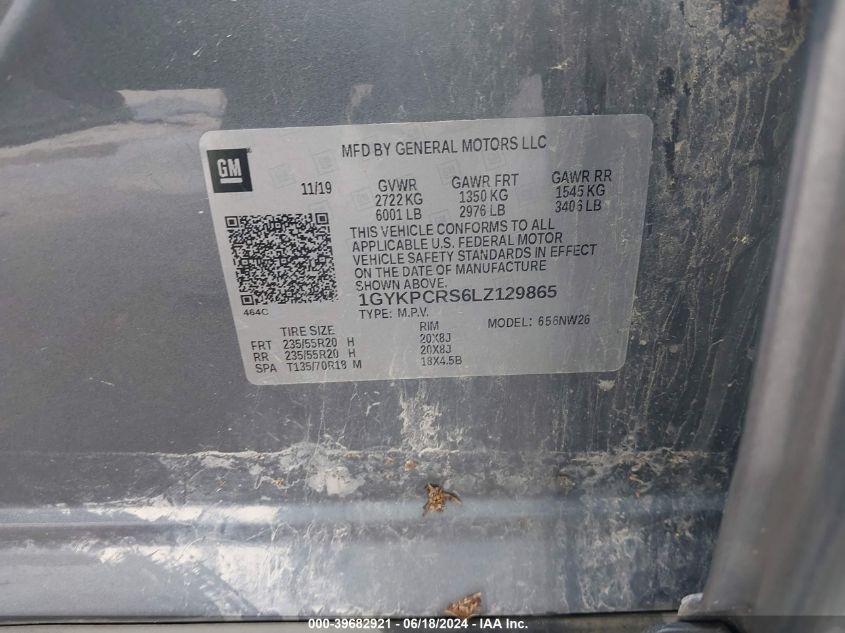 GM
MFD BY GENERAL MOTORS LLC
11/19
GVWR GAWR FRT GAWR RR
2722 KG 1350 KG 1545 KG
6001 LB 2976 LB 3406 LB
THIS VEHICLE CONFORMS TO ALL
APPLICABLE U.S. FEDERAL MOTOR
VEHICLE SAFETY STANDARDS IN EFFECT
ON THE DATE OF MANUFACTURE
SHOWN ABOVE.
464C
1GYKPCRS6LZ129865
TYPE: M.P.V. MODEL: 656NW26
TIRE SIZE RIM
FRT 235/55R20 H 20X8J
RR 235/55R20 H 20X8J
SPA T135/70R18 M 18X4.5B
000-39682921 - 06/18/2024 - IAA Inc.